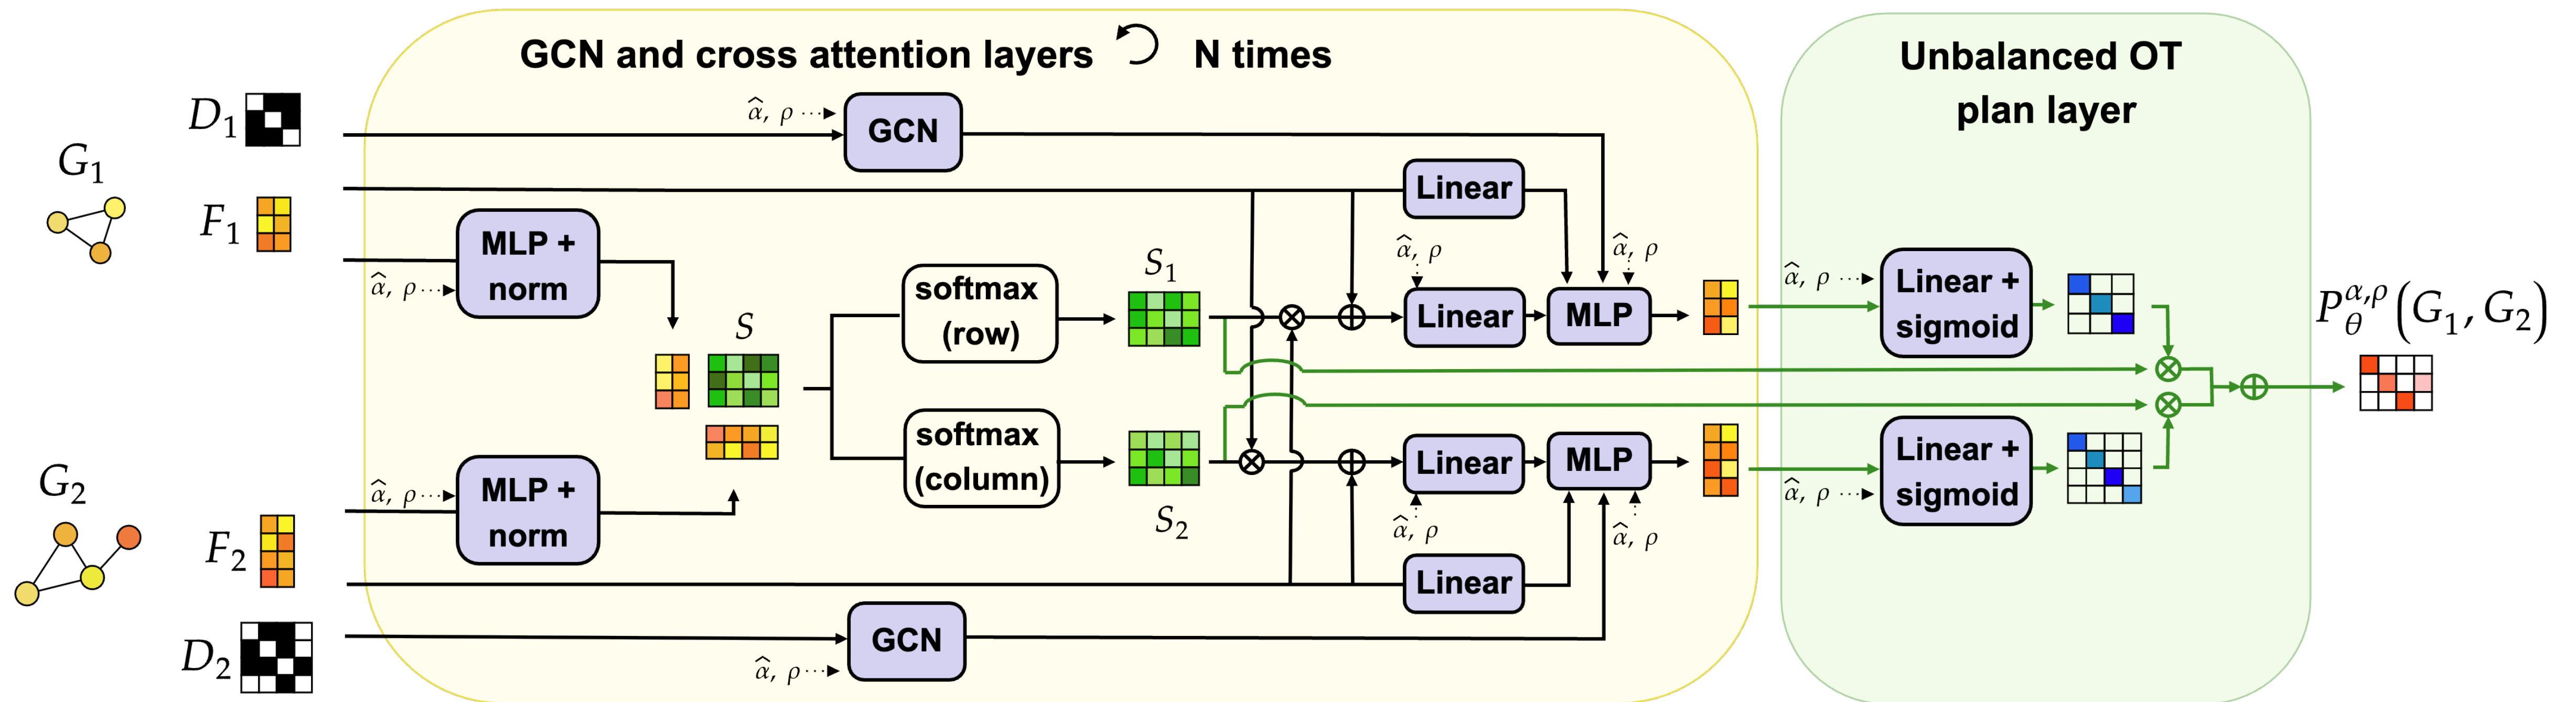 GCN and cross attention layers N times
Unbalanced OT
plan layer
D₁
G₁
F₁
α̂, ρ
GCN
Linear
MLP +
norm
α̂, ρ
S
softmax
(row)
S₁
α̂, ρ
Linear
α̂, ρ
MLP
α̂, ρ
Linear +
sigmoid
P_θ^{α,ρ}(G₁, G₂)
G₂
F₂
D₂
α̂, ρ
MLP +
norm
softmax
(column)
S₂
Linear
α̂, ρ
MLP
α̂, ρ
Linear
α̂, ρ
Linear +
sigmoid
GCN
α̂, ρ